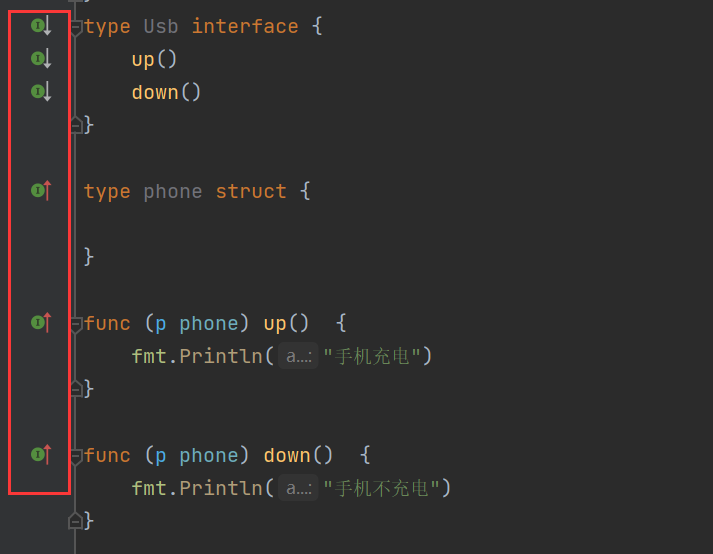 type Usb interface {
up()
down()
}
type phone struct {
}
func (p phone) up()  {
fmt.Println( a...: "手机充电")
}
func (p phone) down()  {
fmt.Println( a...: "手机不充电")
}